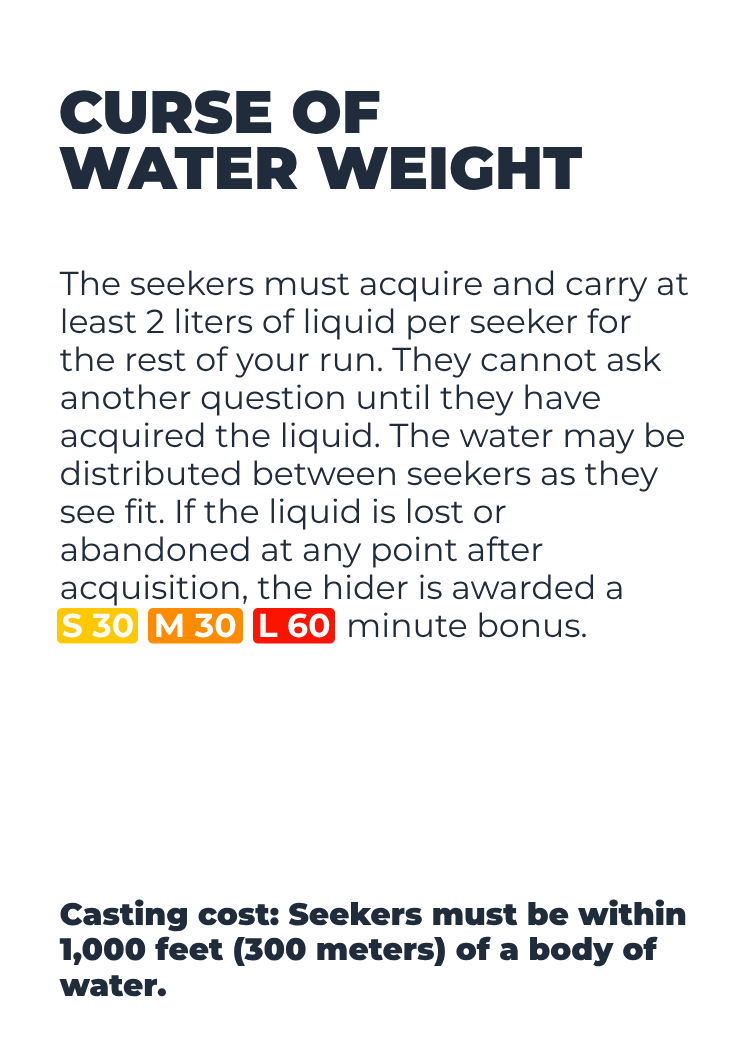 CURSE OF
WATER WEIGHT
The seekers must acquire and carry at
least 2 liters of liquid per seeker for
the rest of your run. They cannot ask
another question until they have
acquired the liquid. The water may be
distributed between seekers as they
see fit. If the liquid is lost or
abandoned at any point after
acquisition, the hider is awarded a
S 30 M 30 L 60 minute bonus.
Casting cost: Seekers must be within
1,000 feet (300 meters) of a body of
water.